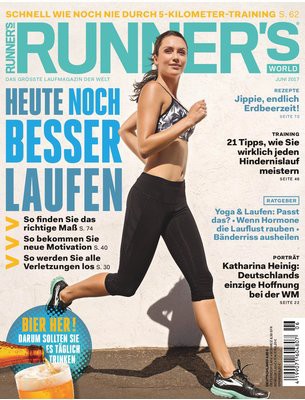 SCHNELL WIE NOCH NIE DURCH 5-KILOMETER-TRAINING S. 62
RUNNER'S
RUNNER'S
WORLD
DAS GRÖSSTE LAUFMAGAZIN DER WELT
JUNI 2017
HEUTE NOCH
BESSER
LAUFEN
So finden Sie das
richtige Maß S. 74
So bekommen Sie
neue Motivation S. 40
So werden Sie alle
Verletzungen los S. 30
BIER HER!
DARUM SOLLTEN SIE
ES TÄGLICH
TRINKEN
REZEPTE
Jippie, endlich
Erdbeerzeit!
SEITE 72
TRAINING
21 Tipps, wie Sie
wirklich jeden
Hindernislauf
meistern
SEITE 46
RATGEBER
Yoga & Laufen: Passt
das? • Wenn Hormone
die Lauflust rauben •
Bänderriss ausheilen
PORTRÄT
Katharina Heinig:
Deutschlands
einzige Hoffnung
bei der WM
SEITE 22